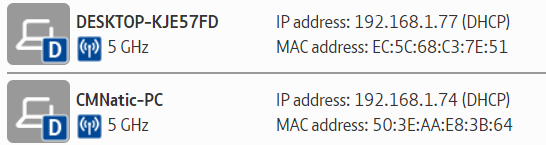 DESKTOP-KJE57FD IP address: 192.168.1.77 (DHCP)
D 5 GHz MAC address: EC:5C:68:C3:7E:51
CMNatic-PC IP address: 192.168.1.74 (DHCP)
D 5 GHz MAC address: 50:3E:AA:E8:3B:64